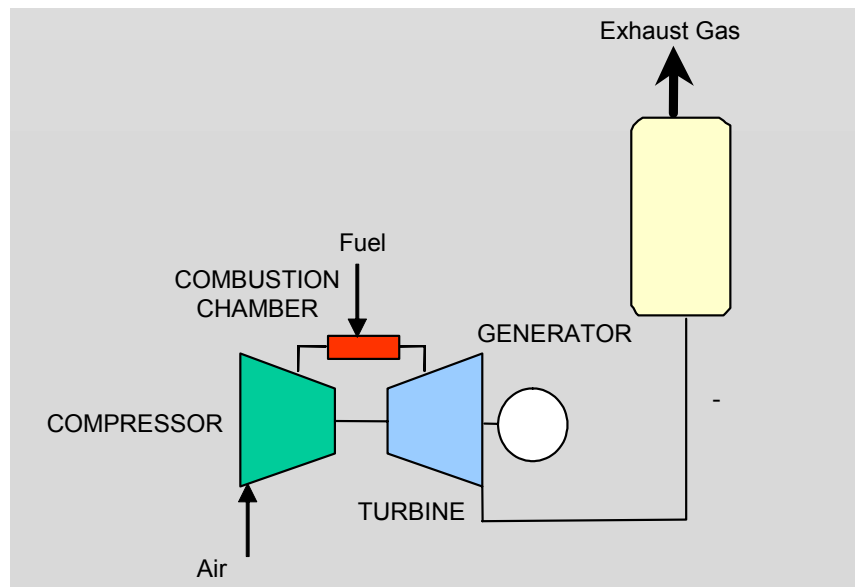 Exhaust Gas
Fuel
COMBUSTION
CHAMBER
GENERATOR
COMPRESSOR
-
TURBINE
Air